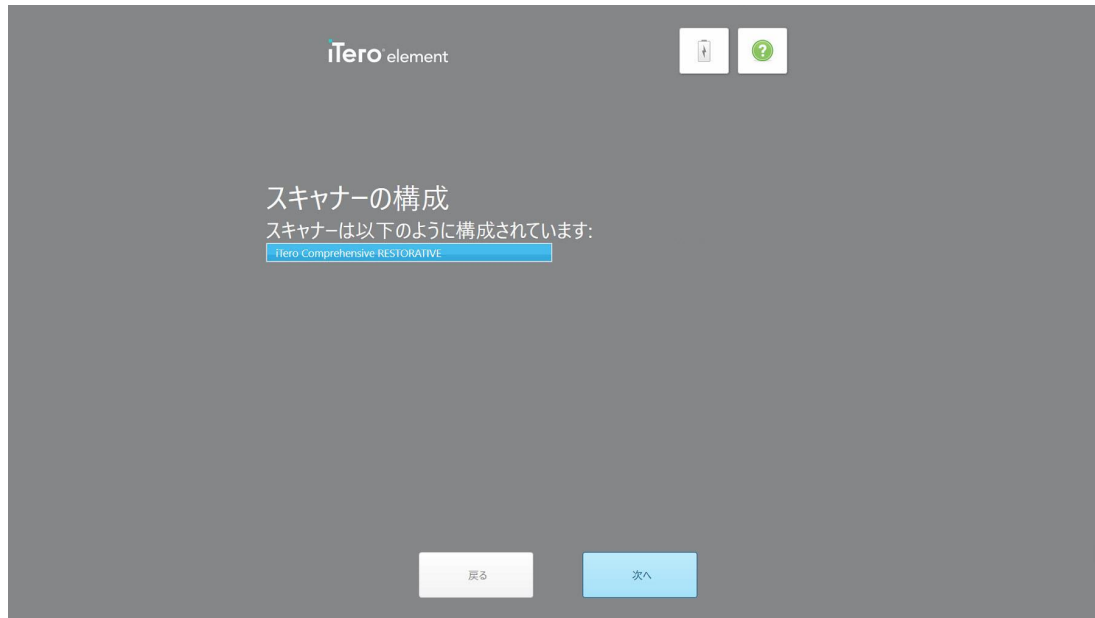 iTero element
?
スキャナーの構成
スキャナーは以下のように構成されています:
iTero Comprehensive RESTORATIVE
戻る
次へ